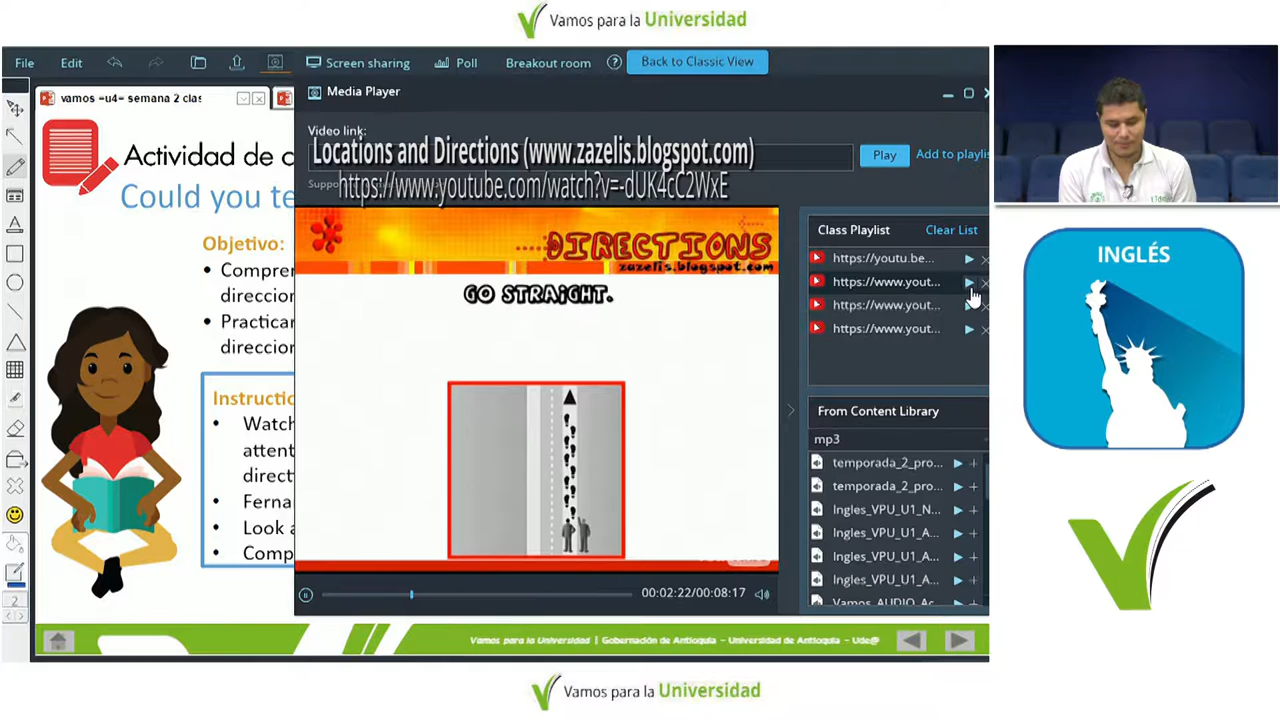 Vamos para la Universidad
File Edit Screen sharing Poll Breakout room ? Back to Classic View
vamos =u4= semana 2 clas
Media Player
Video link:
Locations and Directions (www.zazelis.blogspot.com)
Play
Add to playlis
https://www.youtube.com/watch?v=-dUK4cC2WxE
Actividad de c
Could you te
Objetivo:
Comprer
direccior
Practicar
direccior
Instructio
Watch
attent
direct
Ferna
Look a
Comp
DIRECTIONS
zazelis.blogspot.com
GO STRAIGHT.
00:02:22/00:08:17
Class Playlist Clear List
https://youtu.be...
https://www.yout...
https://www.yout...
https://www.yout...
From Content Library
mp3
temporada_2_pro...
temporada_2_pro...
Ingles_VPU_U1_N...
Ingles_VPU_U1_A...
Ingles_VPU_U1_A...
Ingles_VPU_U1_A...
Vamos_AUDIO_Ac...
2
INGLÉS
Vamos para la Universidad | Gobernación de Antioquia - Universidad de Antioquia - Ude@
Vamos para la Universidad